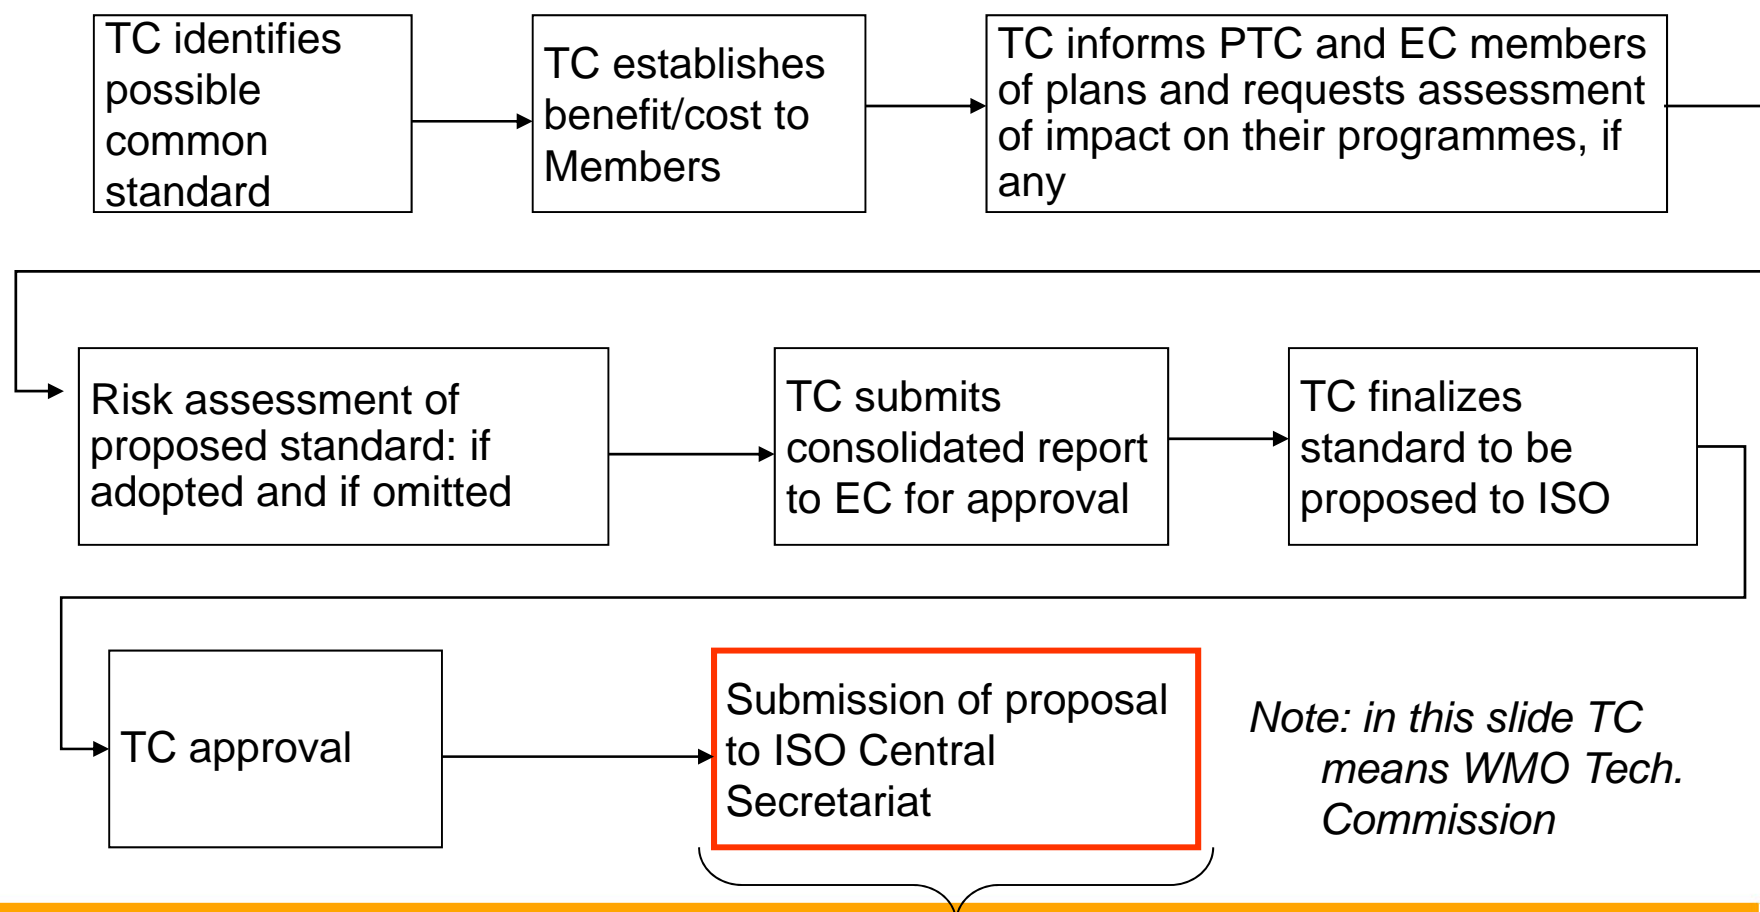 TC identifies
possible
common
standard
TC establishes
benefit/cost to
Members
TC informs PTC and EC members
of plans and requests assessment
of impact on their programmes, if
any
Risk assessment of
proposed standard: if
adopted and if omitted
TC submits
consolidated report
to EC for approval
TC finalizes
standard to be
proposed to ISO
TC approval
Submission of proposal
to ISO Central
Secretariat
Note: in this slide TC
means WMO Tech.
Commission